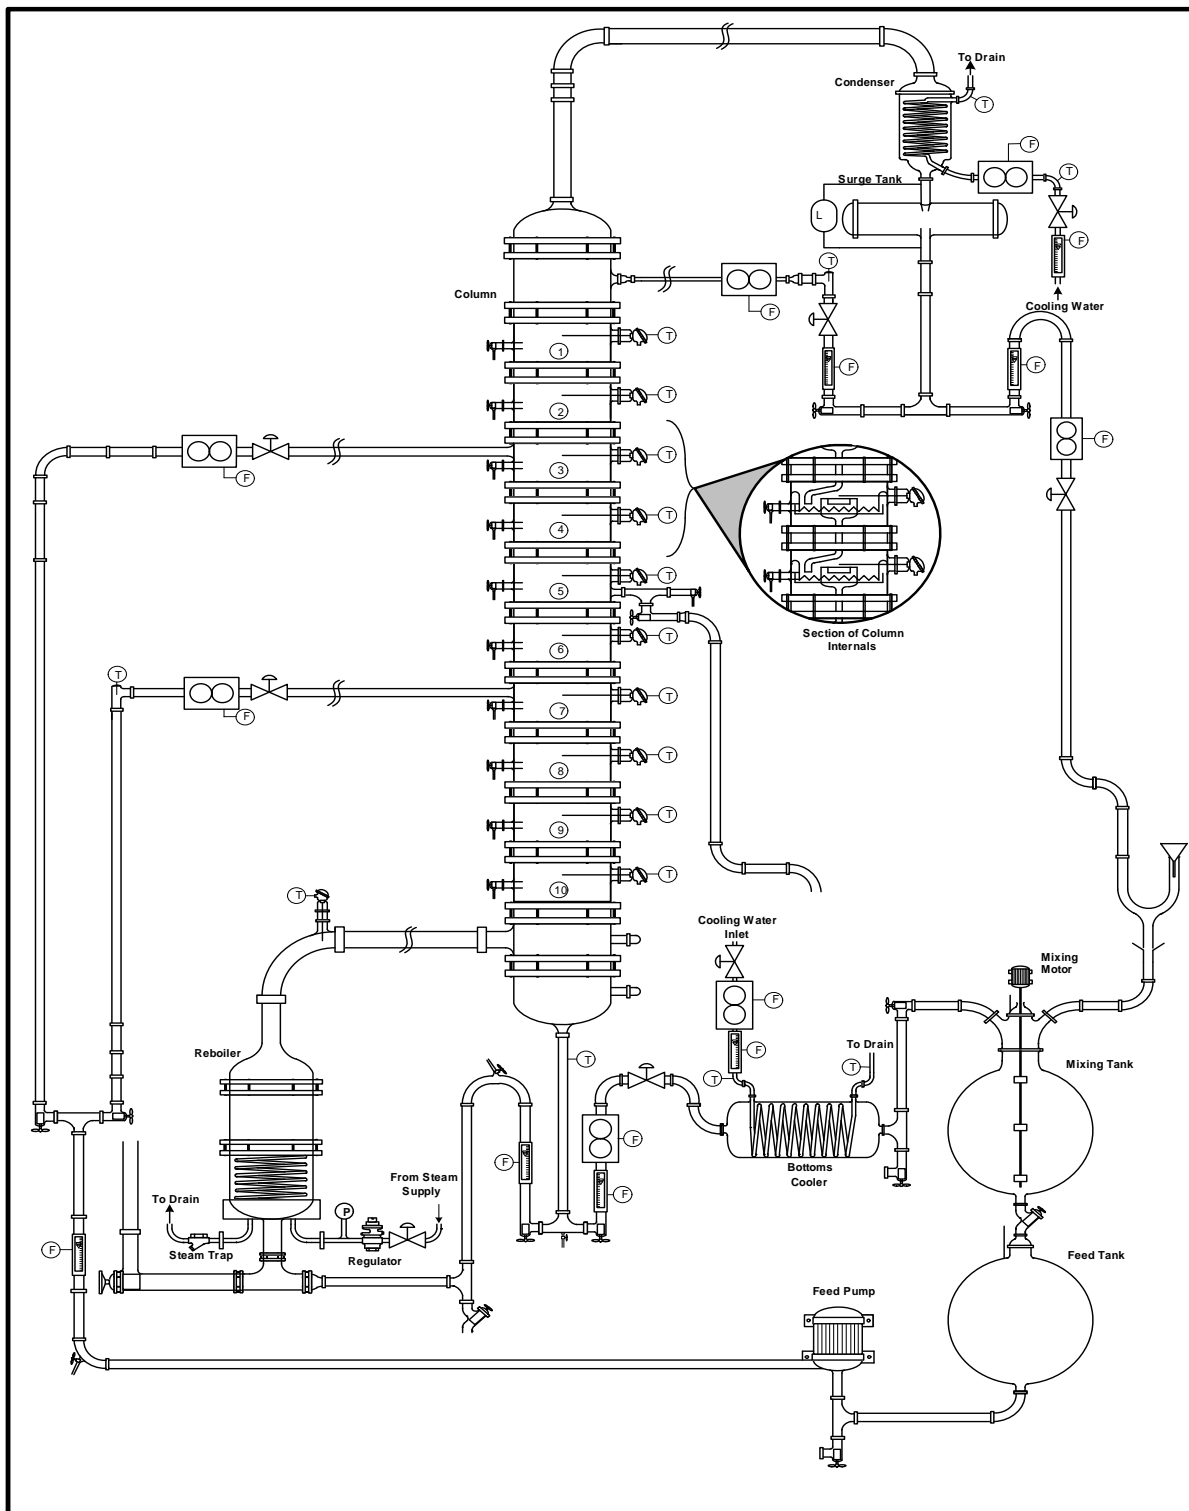 To Drain
Condenser
T
F
T
Surge Tank
L
F
T
Cooling Water
Column
F
T
1
F
F
T
2
T
F
F
3
T
4
T
5
T
Section of Column
Internals
6
T
T
F
7
T
8
T
9
T
10
T
T
Cooling Water
Inlet
Mixing
Motor
F
To Drain
F
T
T
T
Reboiler
Mixing Tank
F
F
F
Bottoms
Cooler
From Steam
Supply
To Drain
P
F
Steam Trap
Regulator
Feed Tank
Feed Pump